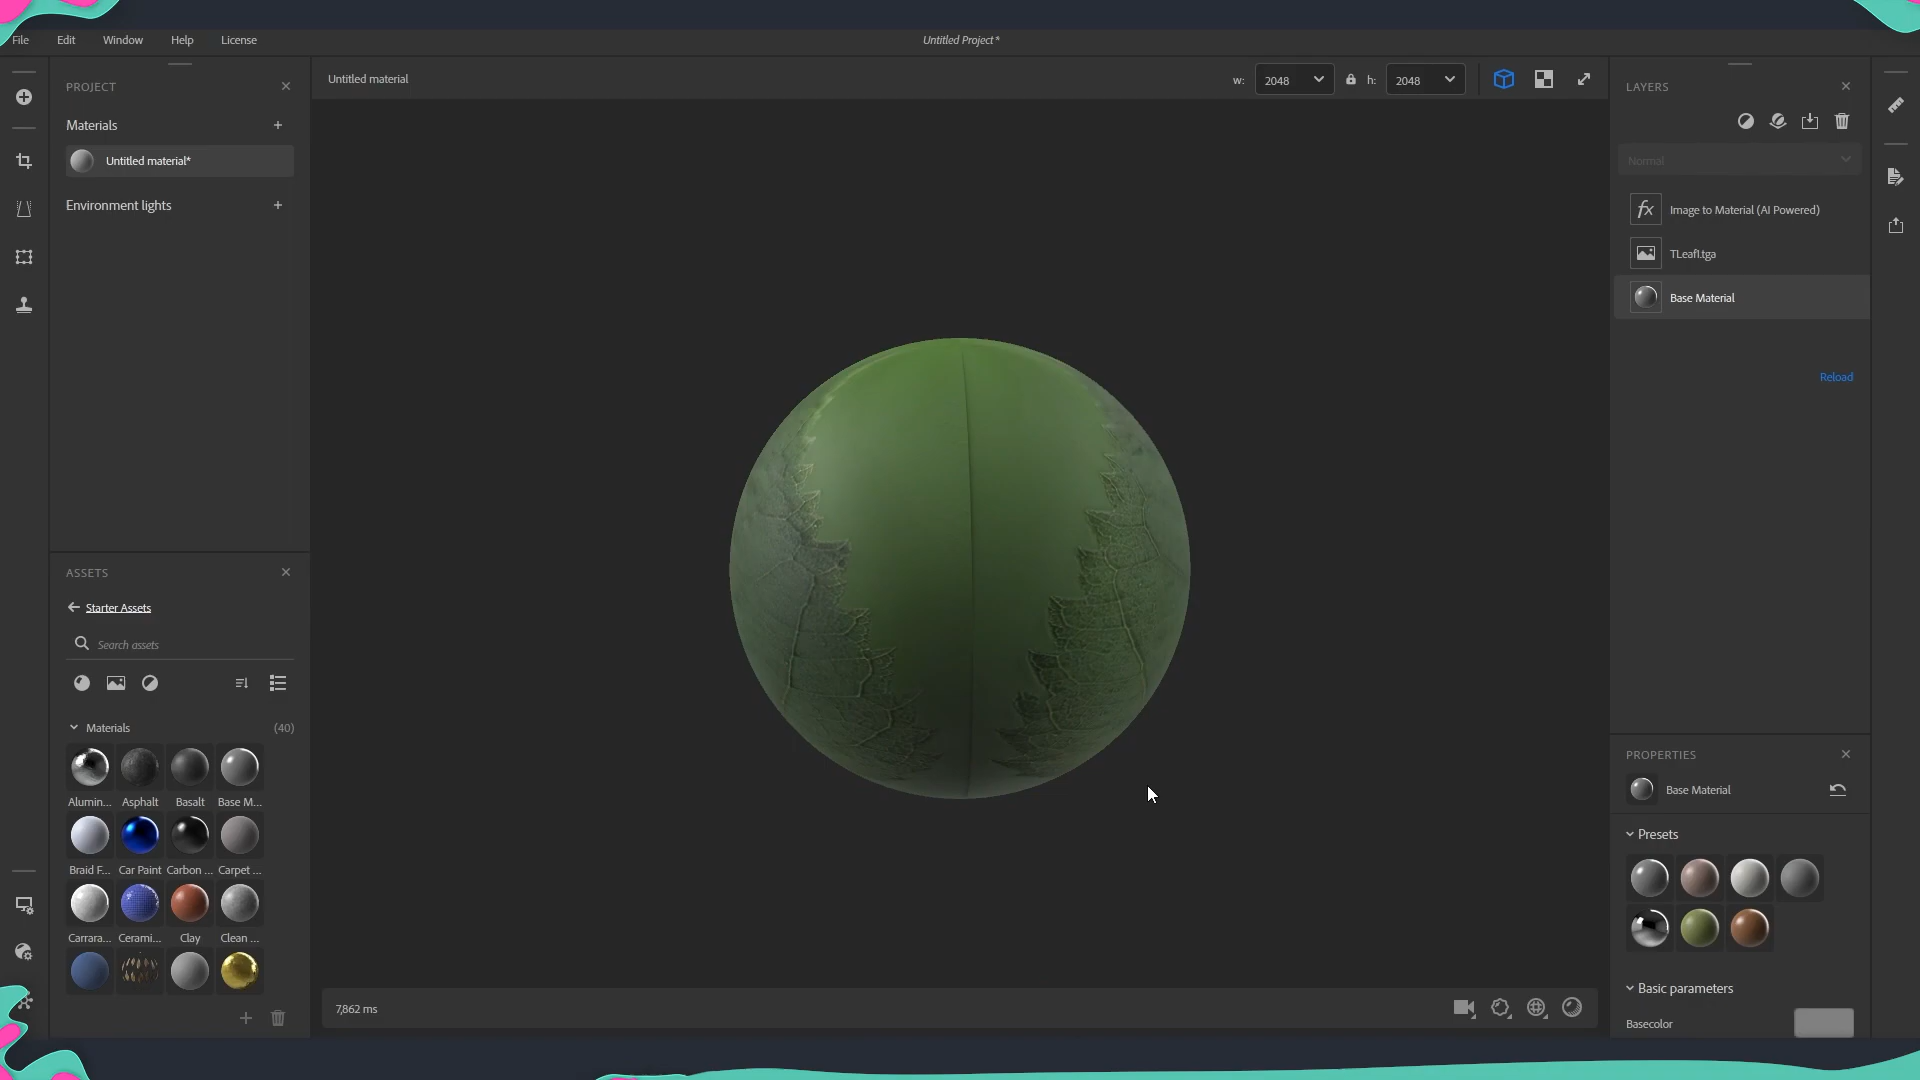 File Edit Window Help License
Untitled Project*
PROJECT
Materials
Untitled material*
Environment lights
Untitled material
w: 2048 h: 2048
LAYERS
Normal
Image to Material (AI Powered)
TLeaf1.tga
Base Material
Reload
ASSETS
Starter Assets
Search assets
Materials (40)
Alumin... Asphalt Basalt Base M...
Braid F... Car Paint Carbon ... Carpet ...
Carrara... Cerami... Clay Clean ...
7,862 ms
PROPERTIES
Base Material
Presets
Basic parameters
Basecolor